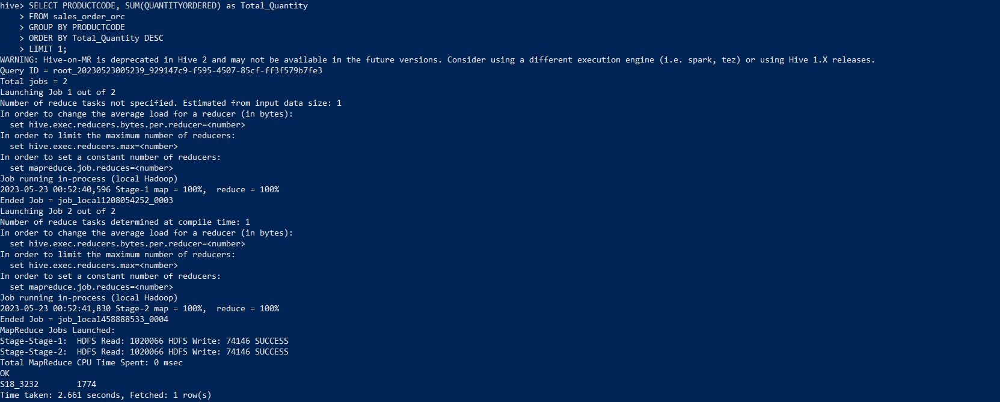 hive> SELECT PRODUCTCODE, SUM(QUANTITYORDERED) as Total_Quantity
    > FROM sales_order_orc
    > GROUP BY PRODUCTCODE
    > ORDER BY Total_Quantity DESC
    > LIMIT 1;
WARNING: Hive-on-MR is deprecated in Hive 2 and may not be available in the future versions. Consider using a different execution engine (i.e. spark, tez) or using Hive 1.X releases.
Query ID = root_20230523005239_929147c9-f595-4507-85cf-ff3f579b7fe3
Total jobs = 2
Launching Job 1 out of 2
Number of reduce tasks not specified. Estimated from input data size: 1
In order to change the average load for a reducer (in bytes):
  set hive.exec.reducers.bytes.per.reducer=<number>
In order to limit the maximum number of reducers:
  set hive.exec.reducers.max=<number>
In order to set a constant number of reducers:
  set mapreduce.job.reduces=<number>
Job running in-process (local Hadoop)
2023-05-23 00:52:40,596 Stage-1 map = 100%,  reduce = 100%
Ended Job = job_local1208054252_0003
Launching Job 2 out of 2
Number of reduce tasks determined at compile time: 1
In order to change the average load for a reducer (in bytes):
  set hive.exec.reducers.bytes.per.reducer=<number>
In order to limit the maximum number of reducers:
  set hive.exec.reducers.max=<number>
In order to set a constant number of reducers:
  set mapreduce.job.reduces=<number>
Job running in-process (local Hadoop)
2023-05-23 00:52:41,830 Stage-2 map = 100%,  reduce = 100%
Ended Job = job_local458888533_0004
MapReduce Jobs Launched:
Stage-Stage-1:  HDFS Read: 1020066 HDFS Write: 74146 SUCCESS
Stage-Stage-2:  HDFS Read: 1020066 HDFS Write: 74146 SUCCESS
Total MapReduce CPU Time Spent: 0 msec
OK
S18_3232        1774
Time taken: 2.661 seconds, Fetched: 1 row(s)